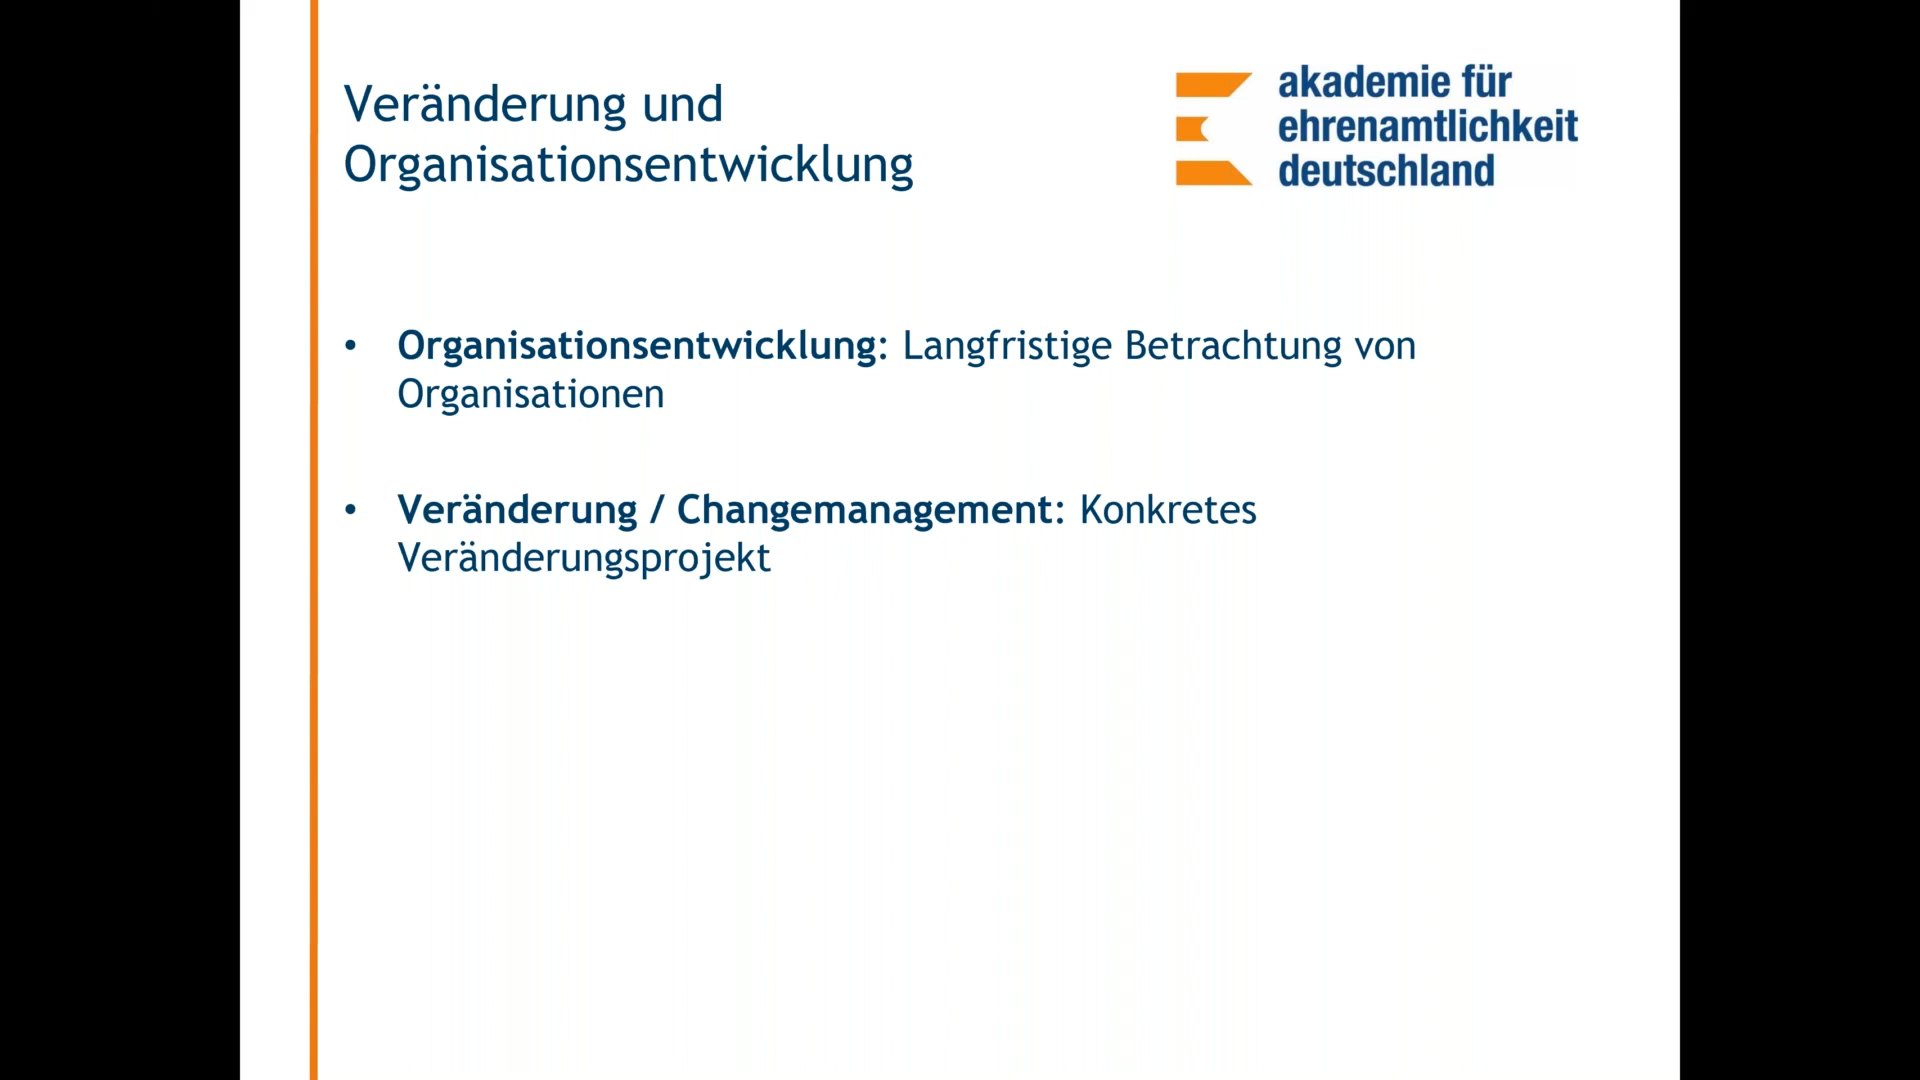 Veränderung und
Organisationsentwicklung
akademie für
ehrenamtlichkeit
deutschland
• Organisationsentwicklung: Langfristige Betrachtung von
Organisationen
• Veränderung / Changemanagement: Konkretes
Veränderungsprojekt